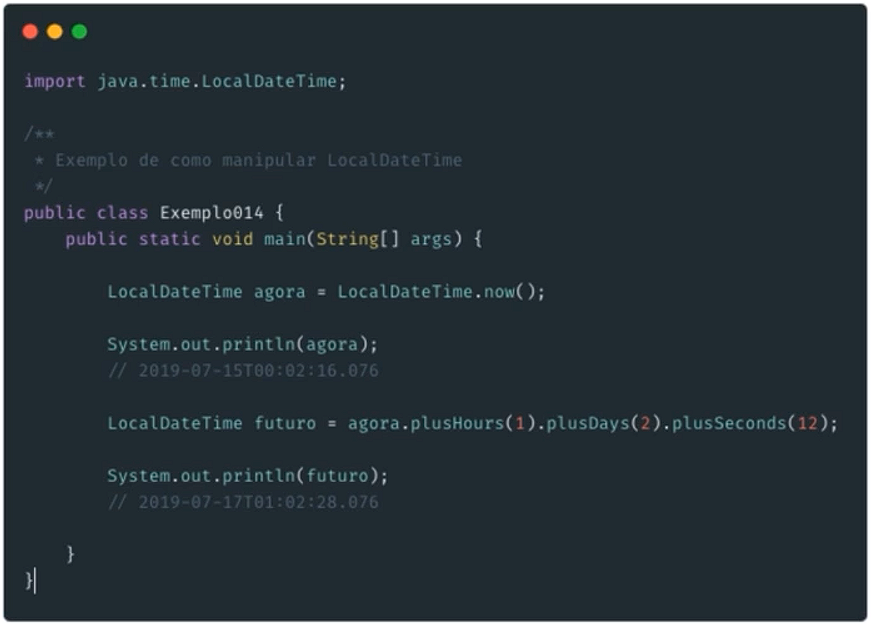 import java.time.LocalDateTime;
/**
 * Exemplo de como manipular LocalDateTime
 */
public class Exemplo014 {
    public static void main(String[] args) {
        LocalDateTime agora = LocalDateTime.now();
        System.out.println(agora);
        // 2019-07-15T00:02:16.076
        LocalDateTime futuro = agora.plusHours(1).plusDays(2).plusSeconds(12);
        System.out.println(futuro);
        // 2019-07-17T01:02:28.076
    }
}